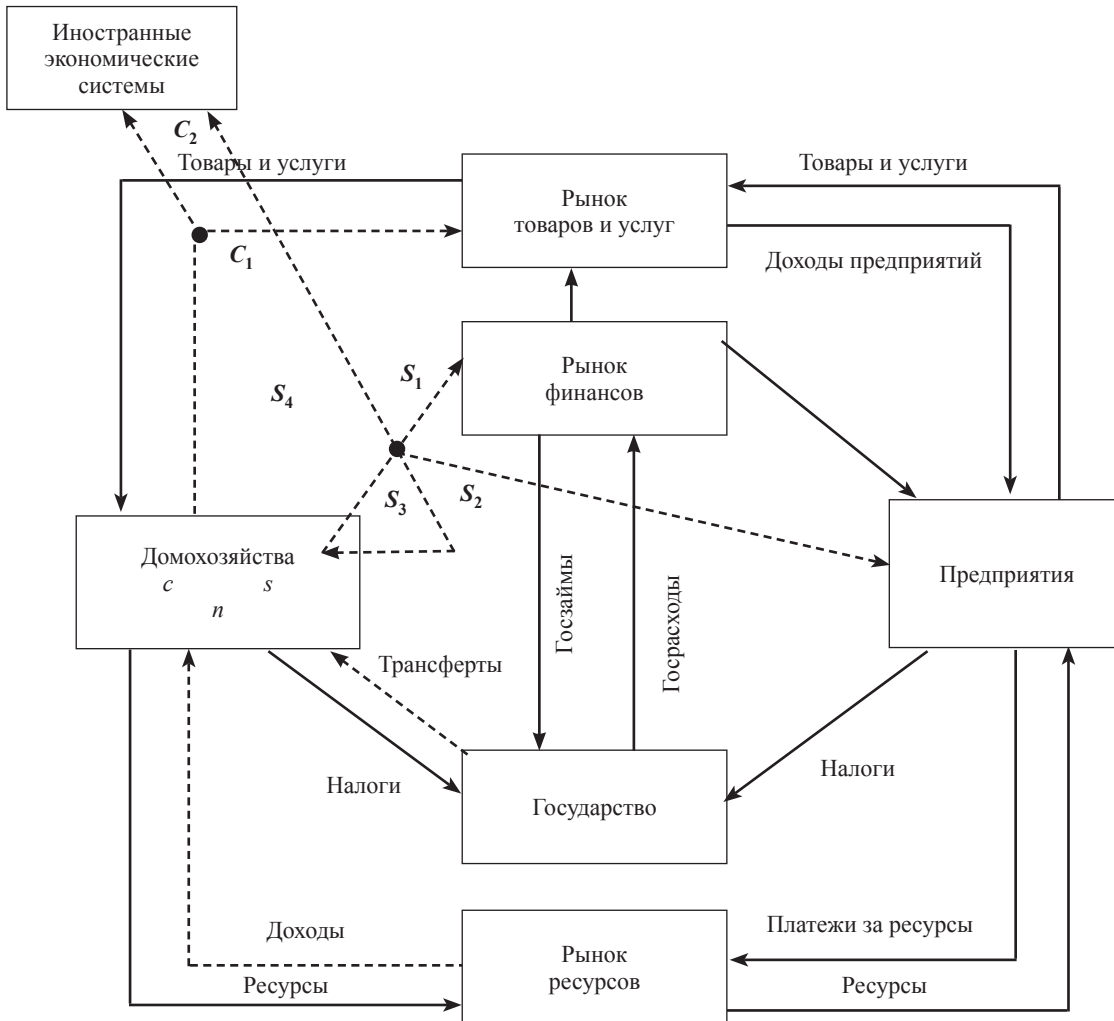 Иностранные
экономические
системы
C2
Товары и услуги
Товары и услуги
Рынок
товаров и услуг
C1
Доходы предприятий
S1
Рынок
финансов
S4
S3
S2
Домохозяйства
c s
n
Предприятия
Госзаймы
Госрасходы
Трансферты
Налоги
Налоги
Государство
Доходы
Платежи за ресурсы
Рынок
ресурсов
Ресурсы
Ресурсы